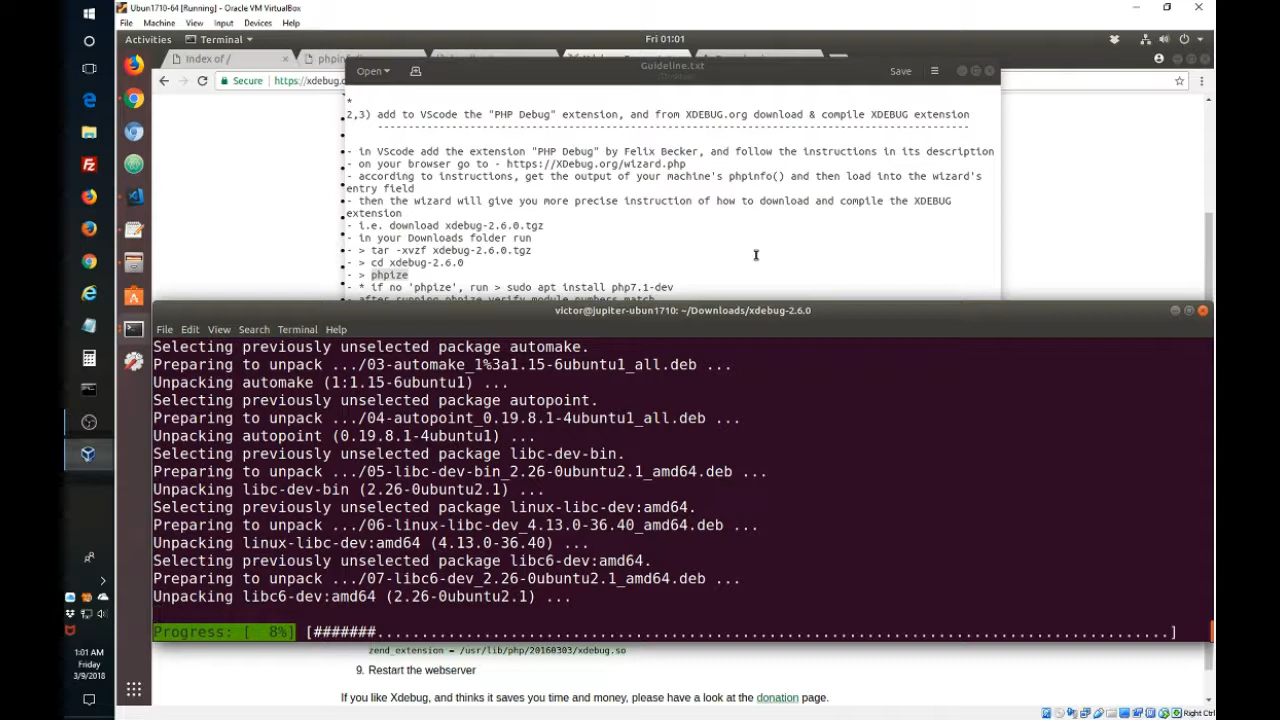 Ubun1710-64 [Running] - Oracle VM VirtualBox
File Machine View Input Devices Help
Activities Terminal Fri 01:01
Index of /
Guideline.txt
Secure https://xdebug.
Open Save
*
2,3) add to VScode the "PHP Debug" extension, and from XDEBUG.org download & compile XDEBUG extension
- in VScode add the extension "PHP Debug" by Felix Becker, and follow the instructions in its description
- on your browser go to - https://XDebug.org/wizard.php
- according to instructions, get the output of your machine's phpinfo() and then load into the wizard's
entry field
- then the wizard will give you more precise instruction of how to download and compile the XDEBUG
extension
- i.e. download xdebug-2.6.0.tgz
- in your Downloads folder run
- > tar -xvzf xdebug-2.6.0.tgz
- > cd xdebug-2.6.0
- > phpize
- * if no 'phpize', run > sudo apt install php7.1-dev
- after running phpize verify module numbers match
victor@jupiter-ubun1710: ~/Downloads/xdebug-2.6.0
File Edit View Search Terminal Help
Selecting previously unselected package automake.
Preparing to unpack .../03-automake_1%3a1.15-6ubuntu1_all.deb ...
Unpacking automake (1:1.15-6ubuntu1) ...
Selecting previously unselected package autopoint.
Preparing to unpack .../04-autopoint_0.19.8.1-4ubuntu1_all.deb ...
Unpacking autopoint (0.19.8.1-4ubuntu1) ...
Selecting previously unselected package libc-dev-bin.
Preparing to unpack .../05-libc-dev-bin_2.26-0ubuntu2.1_amd64.deb ...
Unpacking libc-dev-bin (2.26-0ubuntu2.1) ...
Selecting previously unselected package linux-libc-dev:amd64.
Preparing to unpack .../06-linux-libc-dev_4.13.0-36.40_amd64.deb ...
Unpacking linux-libc-dev:amd64 (4.13.0-36.40) ...
Selecting previously unselected package libc6-dev:amd64.
Preparing to unpack .../07-libc6-dev_2.26-0ubuntu2.1_amd64.deb ...
Unpacking libc6-dev:amd64 (2.26-0ubuntu2.1) ...
Progress: [ 8%] [#######..........................................................................................]
zend_extension = /usr/lib/php/20160303/xdebug.so
9. Restart the webserver
If you like Xdebug, and thinks it saves you time and money, please have a look at the donation page.
1:01 AM
Friday
3/9/2018
Right Ctrl